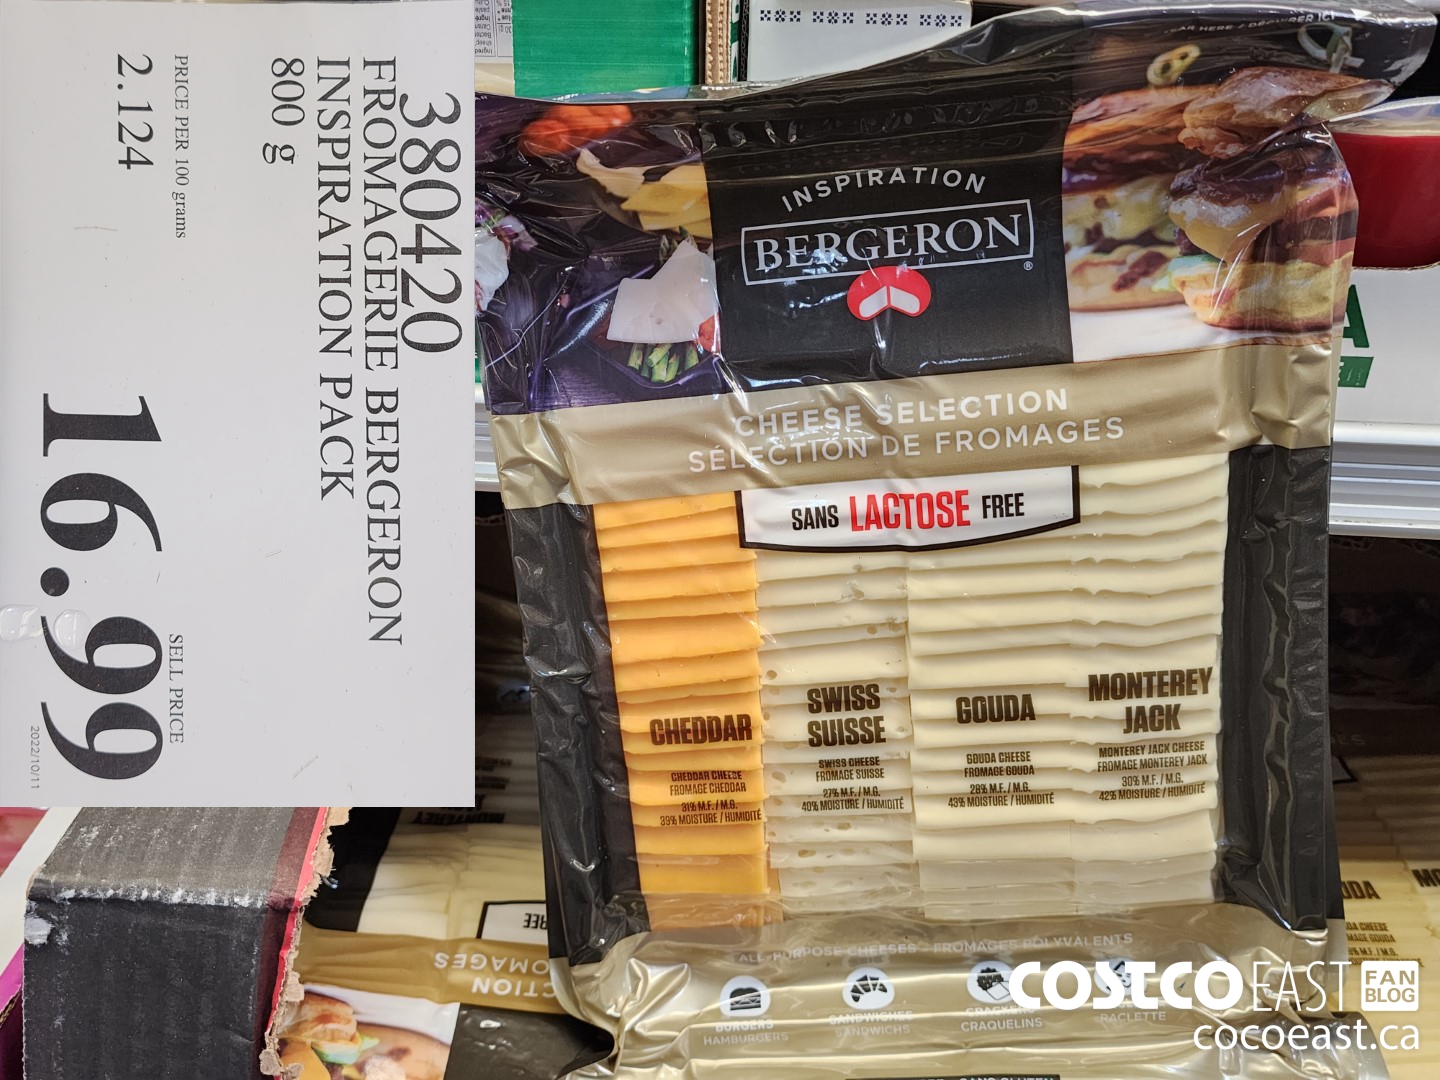 380420
FROMAGERIE BERGERON
INSPIRATION PACK
800 g
PRICE PER 100 grams
2.124
SELL PRICE
16.99
2022/10/11
INSPIRATION
BERGERON
®
CHEESE SELECTION
SÉLECTION DE FROMAGES
SANS LACTOSE FREE
CHEDDAR
CHEDDAR CHEESE
FROMAGE CHEDDAR
31% M.F. / M.G.
39% MOISTURE / HUMIDITÉ
SWISS
SUISSE
SWISS CHEESE
FROMAGE SUISSE
27% M.F. / M.G.
40% MOISTURE / HUMIDITÉ
GOUDA
GOUDA CHEESE
FROMAGE GOUDA
28% M.F. / M.G.
43% MOISTURE / HUMIDITÉ
MONTEREY
JACK
MONTEREY JACK CHEESE
FROMAGE MONTEREY JACK
30% M.F. / M.G.
42% MOISTURE / HUMIDITÉ
ALL-PURPOSE CHEESES - FROMAGES POLYVALENTS
BURGERS
HAMBURGERS
SANDWICHES
SANDWICHS
CRACKERS
CRAQUELINS
RACLETTE
COSTCO EAST FAN BLOG
cocoeast.ca